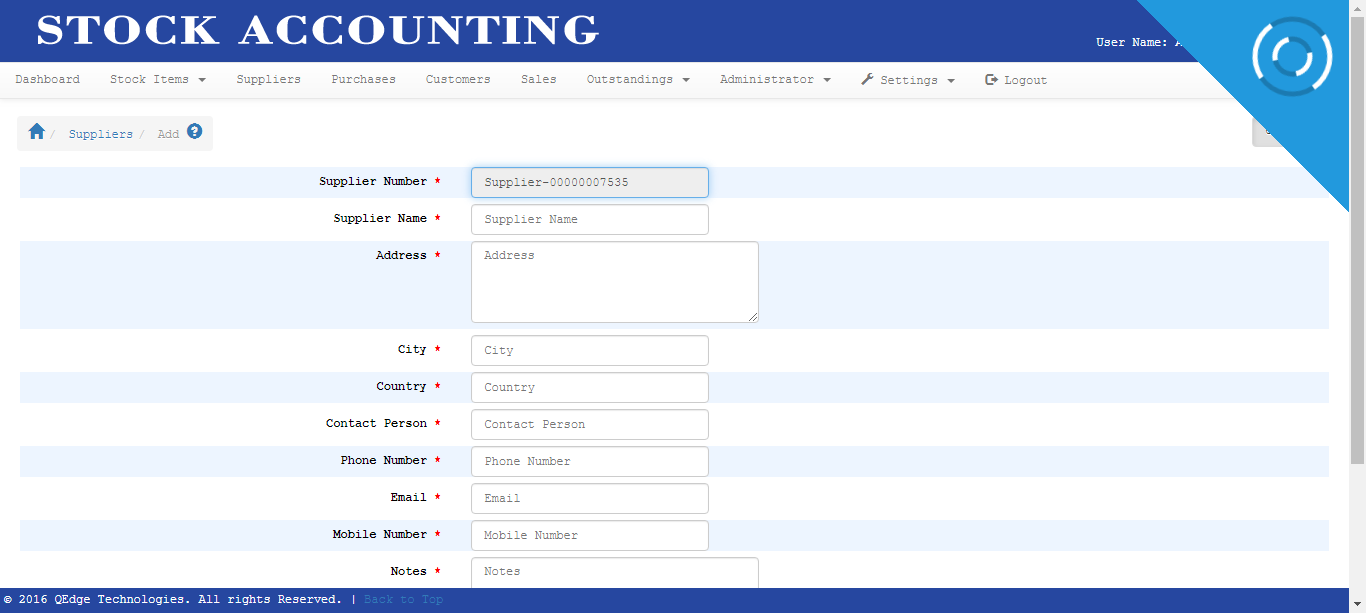 STOCK ACCOUNTING
User Name:
Dashboard Stock Items Suppliers Purchases Customers Sales Outstandings Administrator Settings Logout
/ Suppliers / Add
Supplier Number * Supplier-00000007535
Supplier Name * Supplier Name
Address * Address
City * City
Country * Country
Contact Person * Contact Person
Phone Number * Phone Number
Email * Email
Mobile Number * Mobile Number
Notes * Notes
© 2016 QEdge Technologies. All rights Reserved. | Back to Top